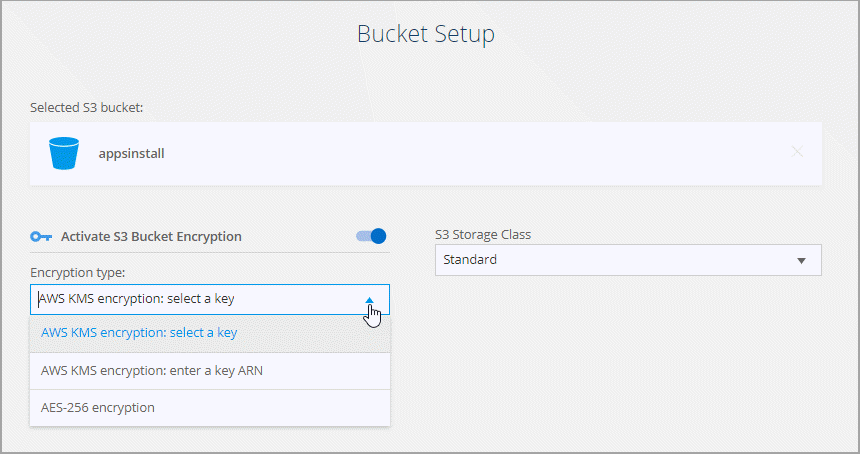 Bucket Setup
Selected S3 bucket:
appsinstall
Activate S3 Bucket Encryption
S3 Storage Class
Standard
Encryption type:
AWS KMS encryption: select a key
AWS KMS encryption: select a key
AWS KMS encryption: enter a key ARN
AES-256 encryption